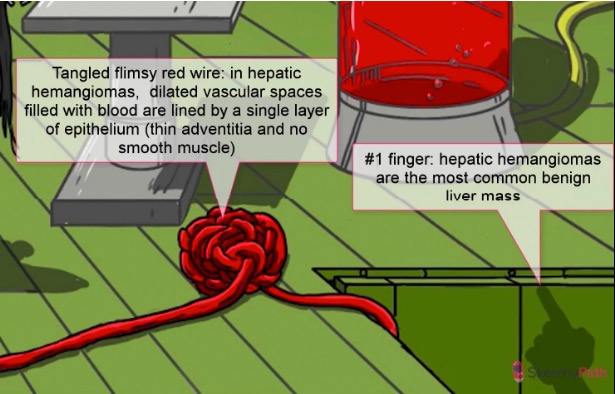 Tangled flimsy red wire: in hepatic
hemangiomas, dilated vascular spaces
filled with blood are lined by a single layer
of epithelium (thin adventitia and no
smooth muscle)
#1 finger: hepatic hemangiomas
are the most common benign
liver mass
SketchyPath